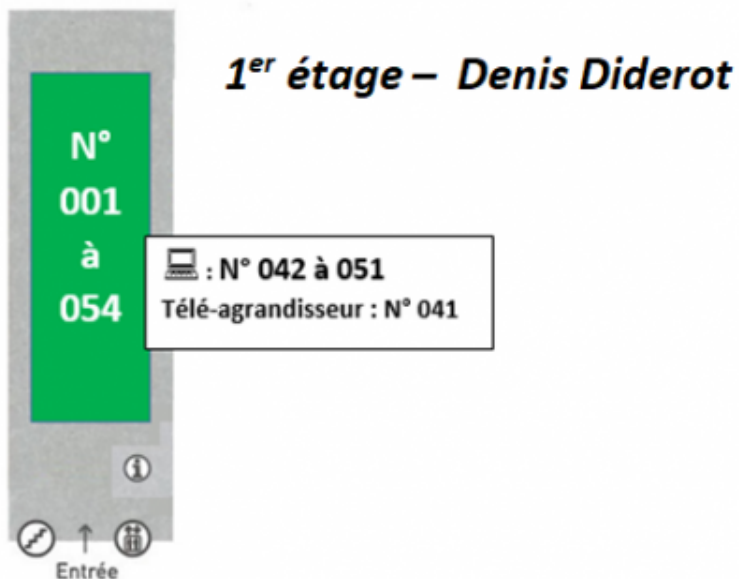 1er étage – Denis Diderot
N°
001
à
054
: N° 042 à 051
Télé-agrandisseur : N° 041
i
Entrée